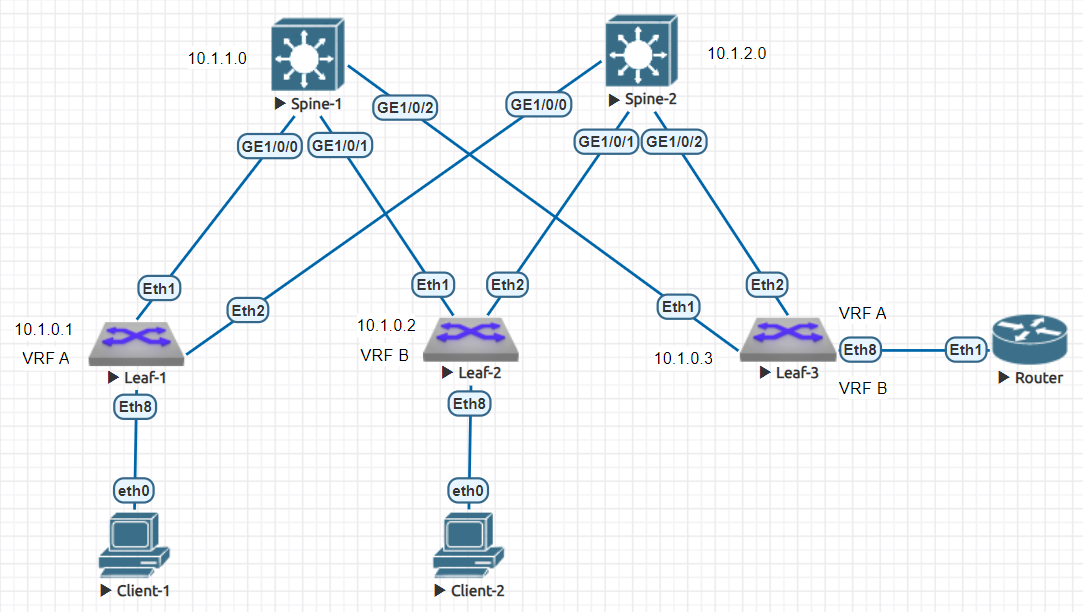 10.1.1.0
Spine-1
10.1.2.0
Spine-2
GE1/0/2
GE1/0/0
GE1/0/0
GE1/0/1
GE1/0/1
GE1/0/2
Eth1
Eth2
Eth1
Eth2
Eth1
Eth2
10.1.0.1
VRF A
Leaf-1
10.1.0.2
VRF B
Leaf-2
10.1.0.3
Leaf-3
VRF A
Eth8
Eth1
VRF B
Router
Eth8
Eth8
eth0
eth0
Client-1
Client-2